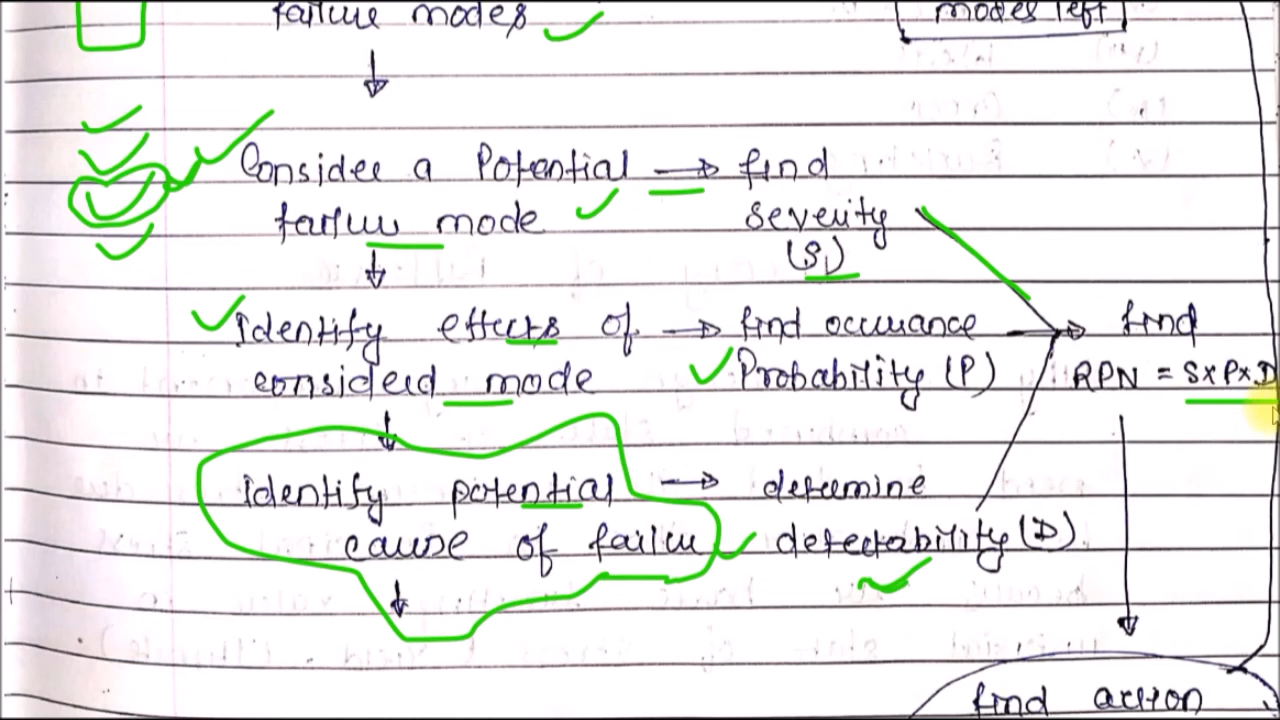 failure modes
modes left
Consider a Potential → find
failure mode severity
(S)
Identify effects of → find occurance → find
considerd mode Probability (P) RPN = S×P×D
identify potential → determine
cause of failure detectability (D)
find action